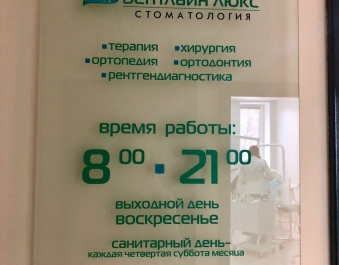 ЛЮКС
СТОМАТОЛОГИЯ
▪терапия ▪хирургия
▪ортопедия ▪ортодонтия
▪рентгендиагностика
время работы:
8 00 ▪ 21 00
выходной день
воскресенье
санитарный день-
каждая четвертая суббота месяца